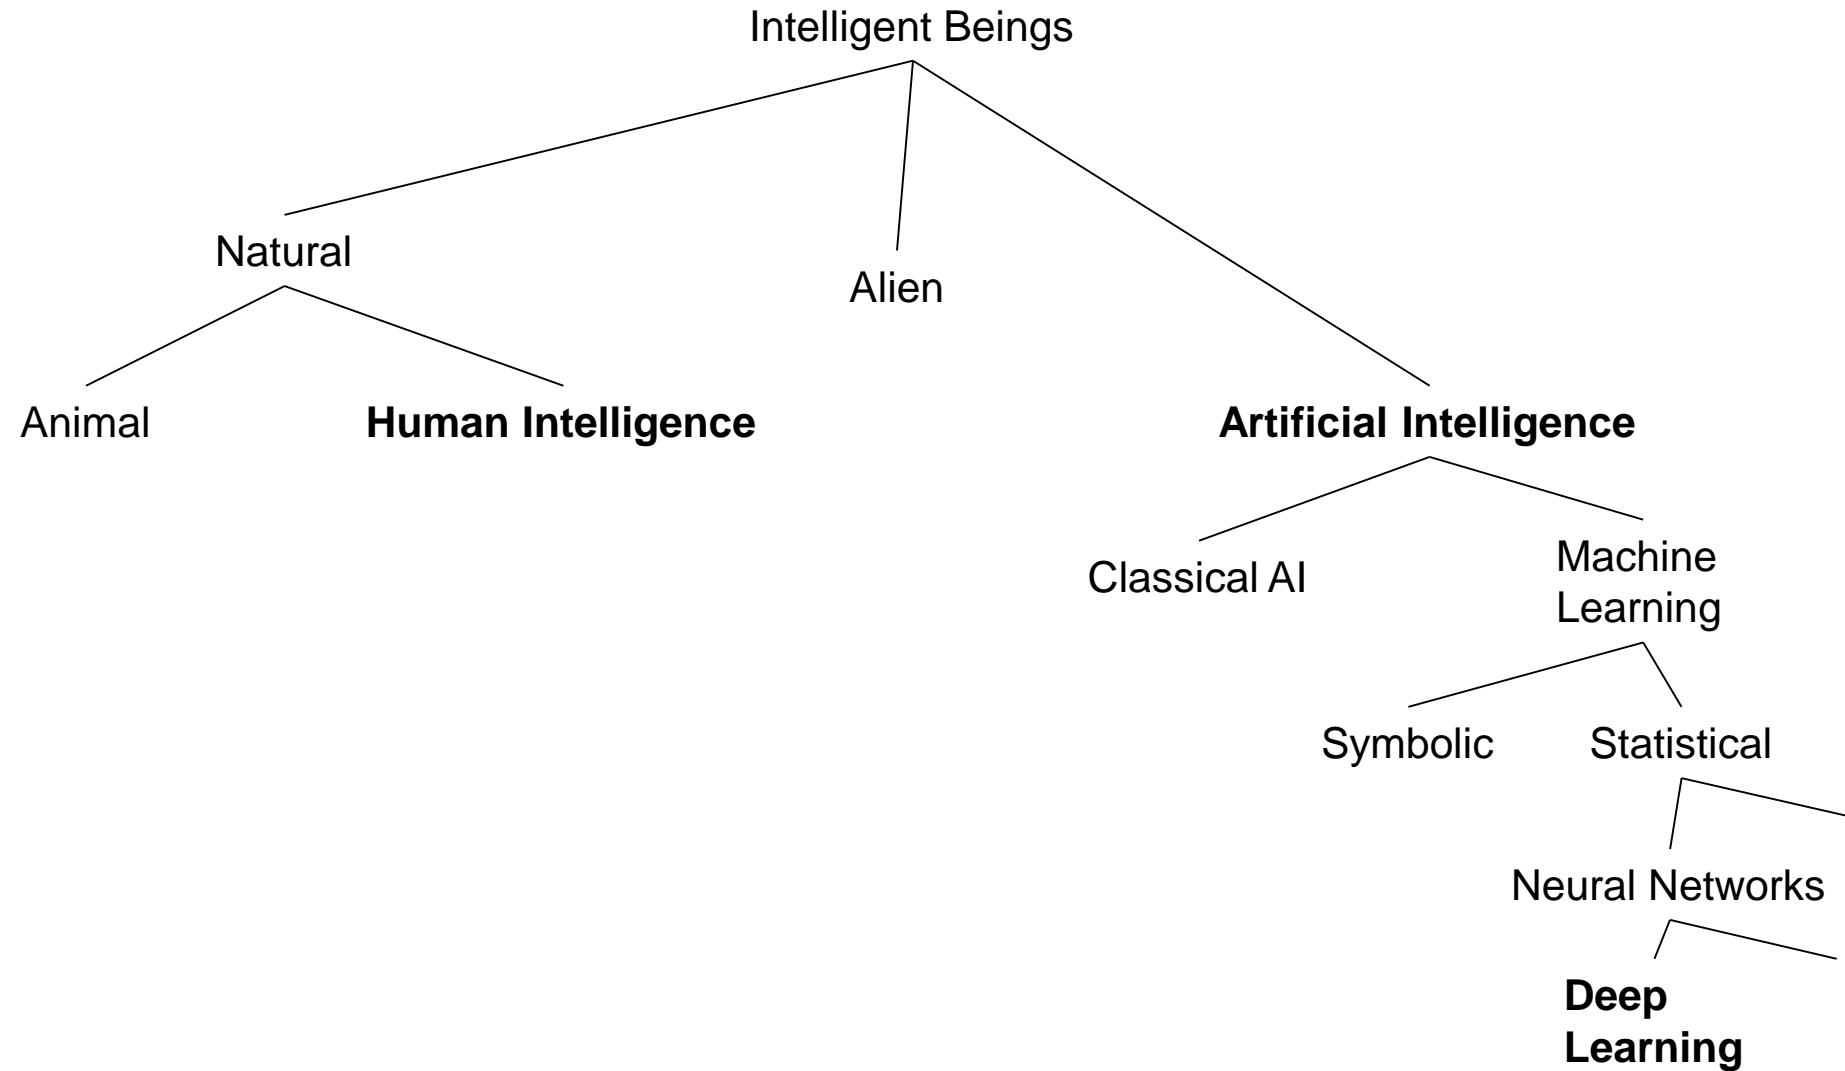 Intelligent Beings
Natural
Alien
Animal
Human Intelligence
Artificial Intelligence
Classical AI
Machine
Learning
Symbolic
Statistical
Neural Networks
Deep
Learning